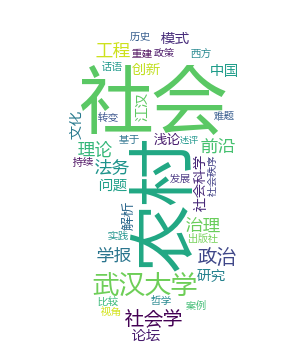 历史
模式
工程
重建 政策
西方
话语
创新
中国
社会
文化
江汉
转变
难题
理论
基于
浅论
述评
前沿
持续
法务
农村
社会科学
社会秩序
问题
发展
解析
治理
实践
出版社
学报
政治
武汉大学
研究
比较
哲学
案例
视角
社会学
论坛